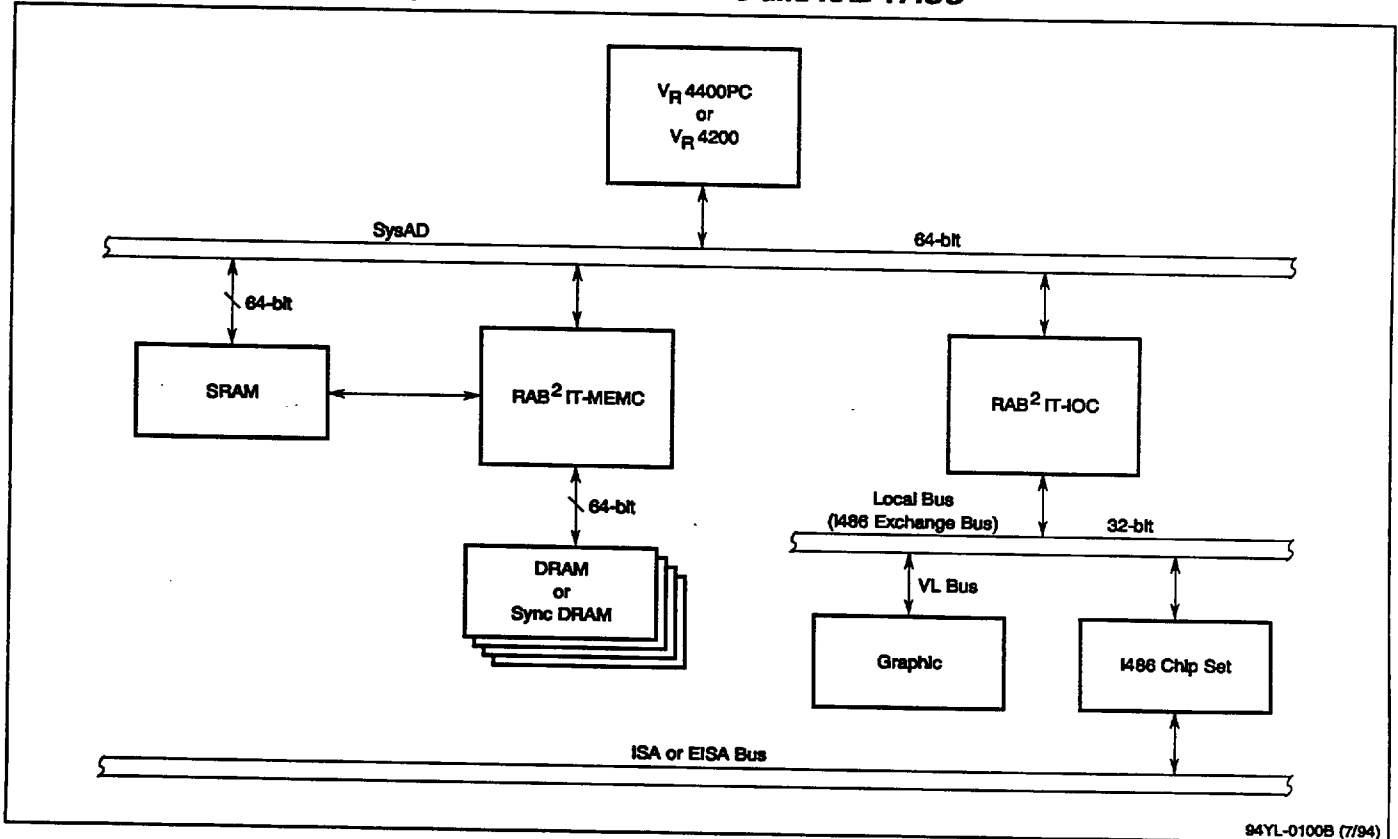 V_R 4400PC
or
V_R 4200
SysAD
64-bit
64-bit
SRAM
RAB² IT-MEMC
RAB² IT-IOC
64-bit
Local Bus
(I486 Exchange Bus)
32-bit
DRAM
or
Sync DRAM
VL Bus
Graphic
I486 Chip Set
ISA or EISA Bus
94YL-0100B (7/94)